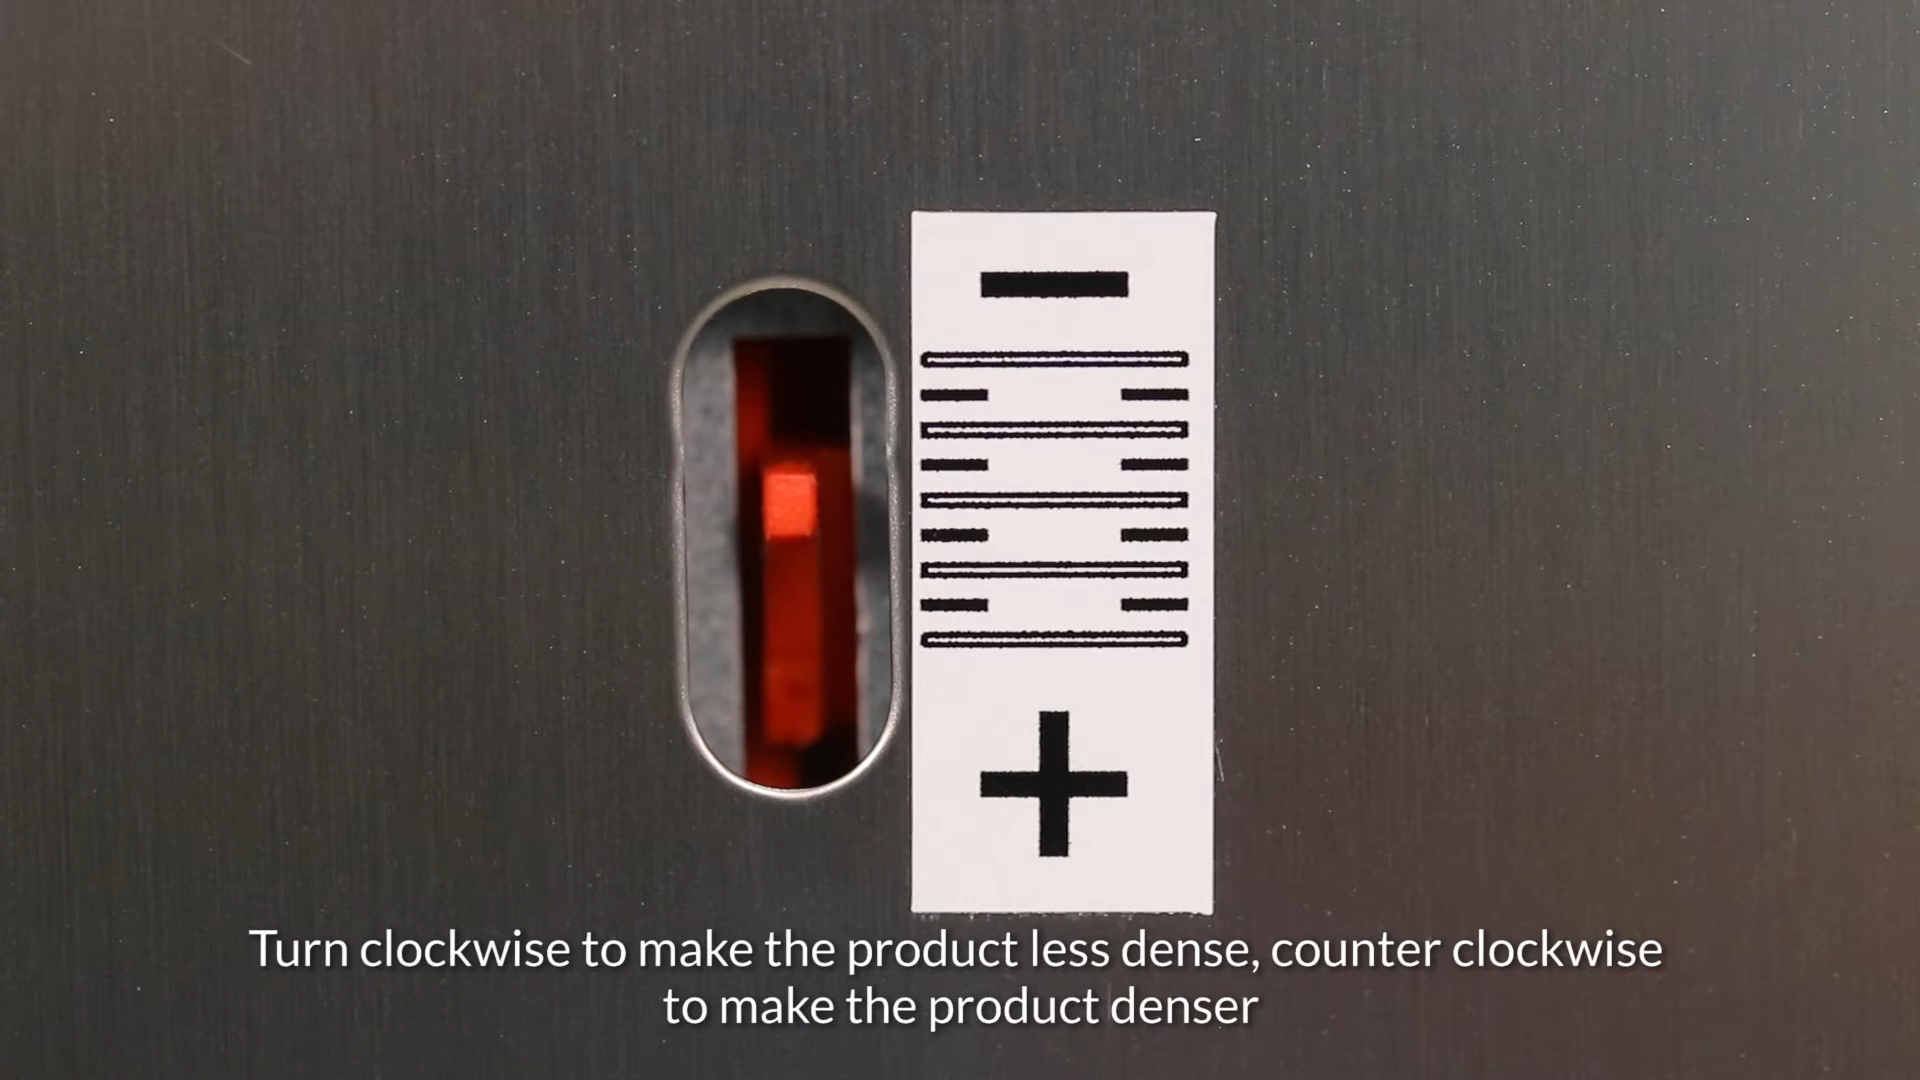 −
+
Turn clockwise to make the product less dense, counter clockwise
to make the product denser